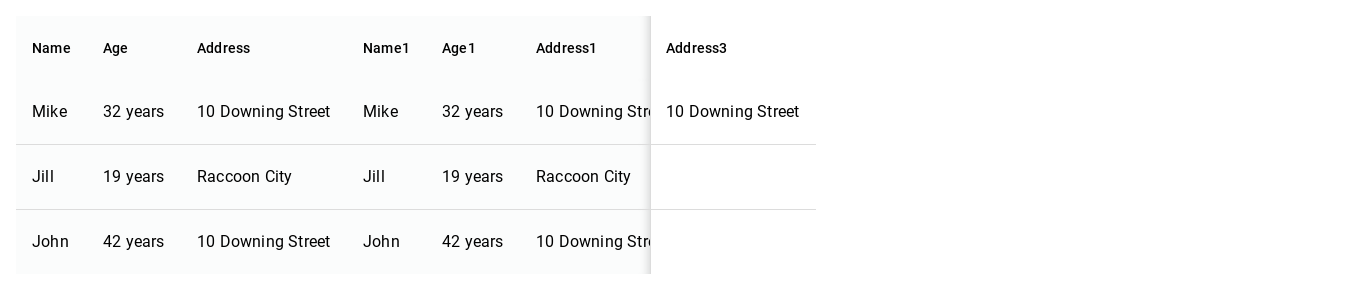 Name Age Address Name1 Age1 Address1 Address3
Mike 32 years 10 Downing Street Mike 32 years 10 Downing 10 Downing Street
Jill 19 years Raccoon City Jill 19 years Raccoon City
John 42 years 10 Downing Street John 42 years 10 Downing